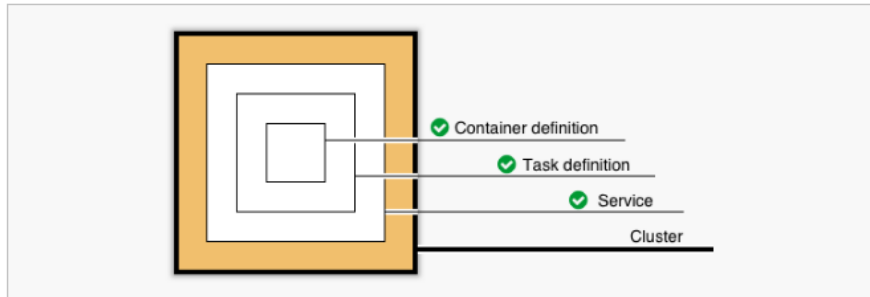 Container definition
Task definition
Service
Cluster